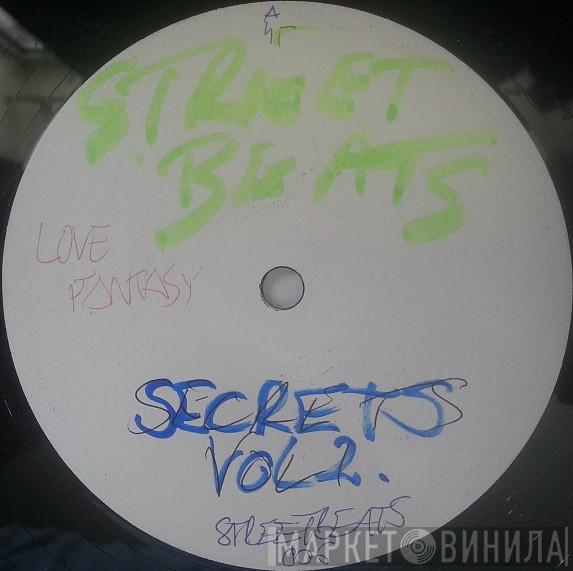 STREET
BEATS
LOVE
FANTASY
SECRETS
VOL 2.
STREETBEATS
МАРКЕТ ВИНИЛА